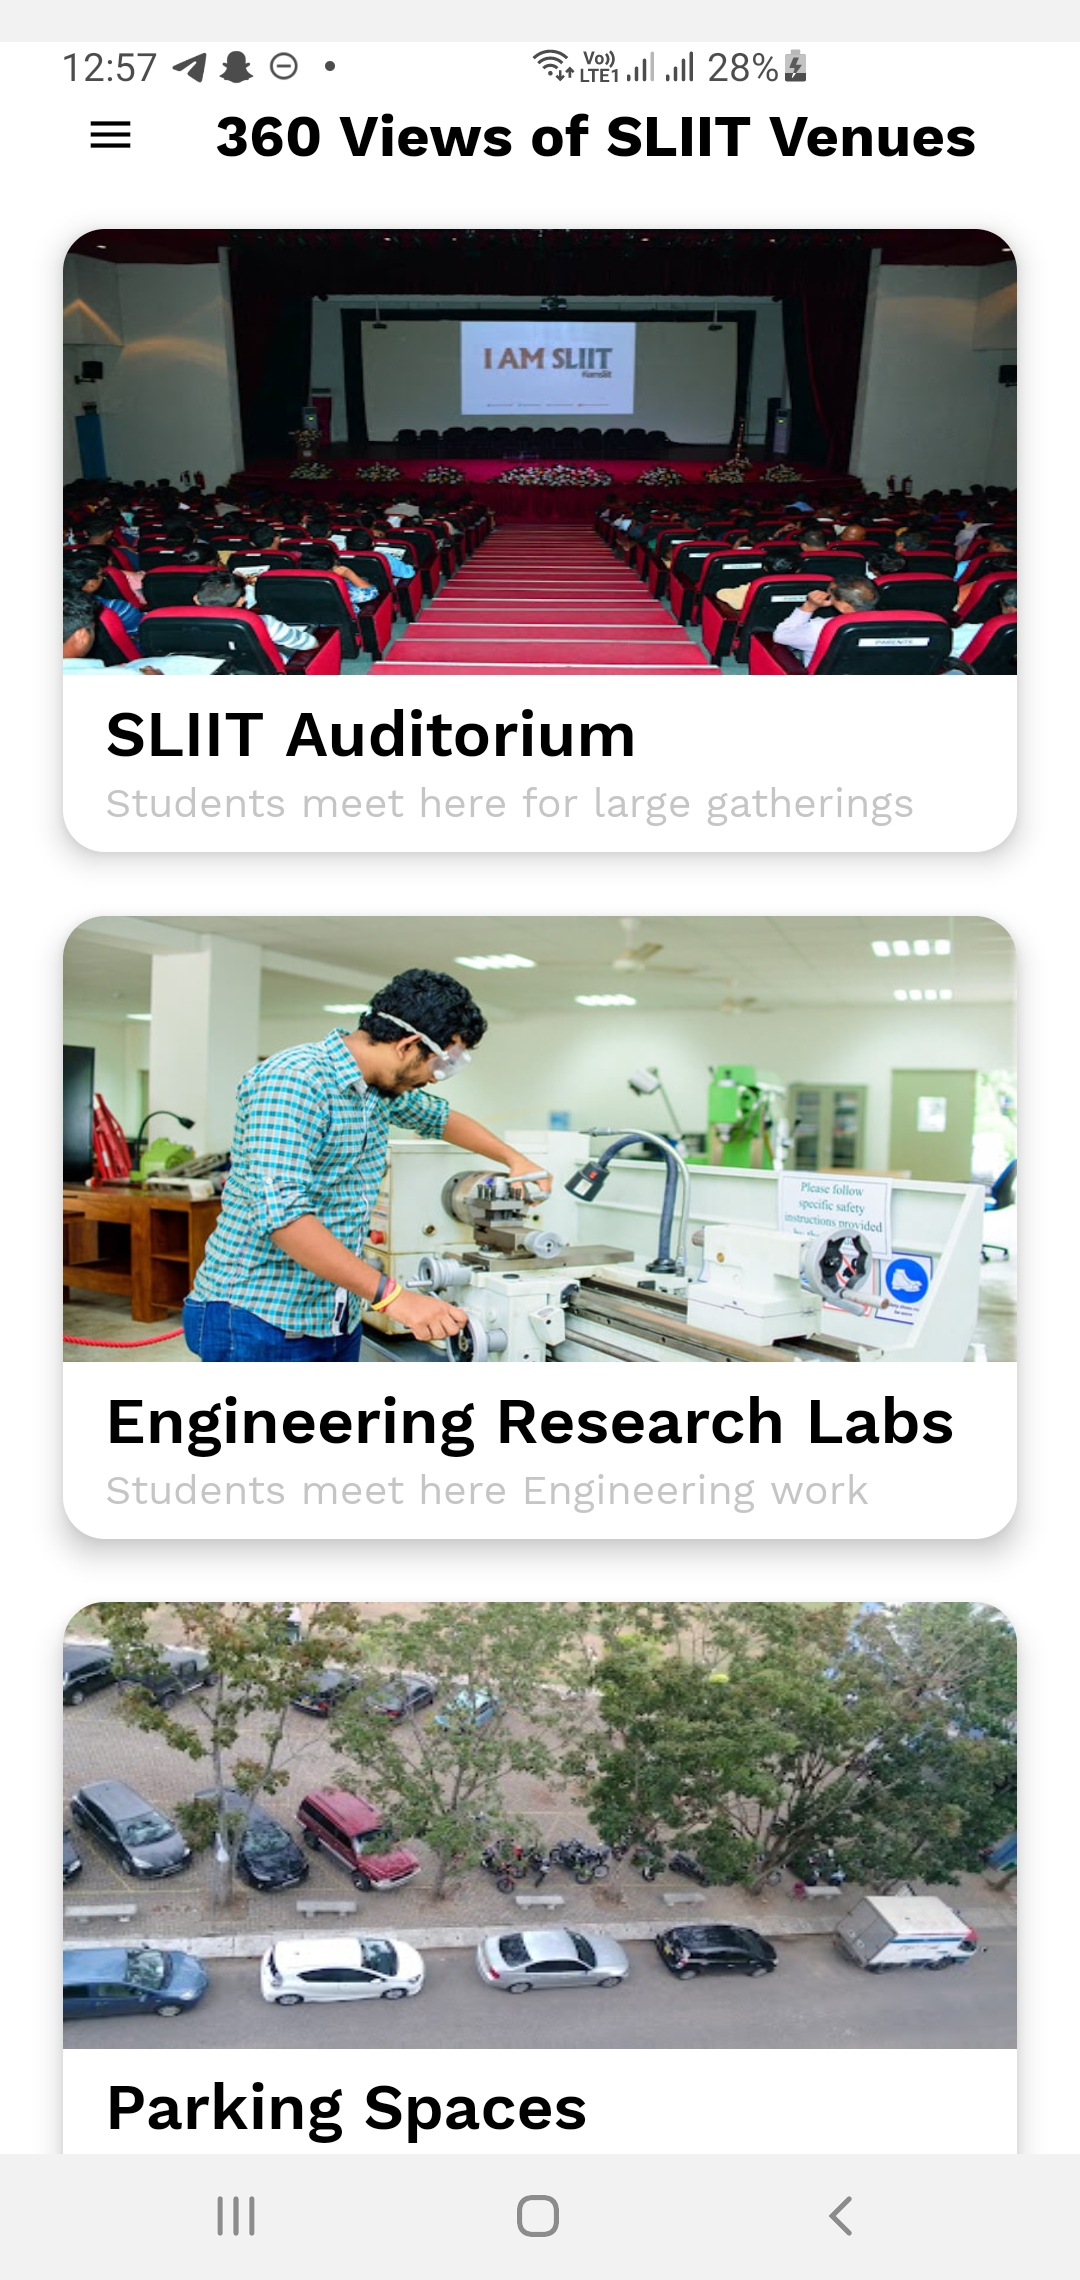 12:57
Vo))
LTE1
28%
360 Views of SLIIT Venues
I AM SLIIT
PARENTS
SLIIT Auditorium
Students meet here for large gatherings
Please follow
specific safety
instructions provided
Engineering Research Labs
Students meet here Engineering work
Parking Spaces